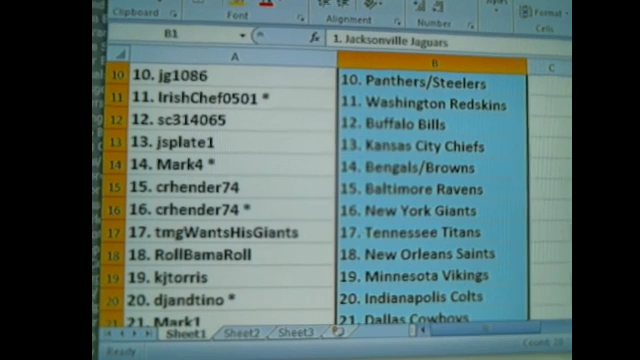 Clipboard
Font
Alignment
Number
Format
Cells
B1
fx
1. Jacksonville Jaguars
A
B
C
10 10. jg1086 10. Panthers/Steelers
11 11. IrishChef0501 * 11. Washington Redskins
12 12. sc314065 12. Buffalo Bills
13 13. jsplate1 13. Kansas City Chiefs
14 14. Mark4 * 14. Bengals/Browns
15 15. crhender74 15. Baltimore Ravens
16 16. crhender74 * 16. New York Giants
17 17. tmgWantsHisGiants 17. Tennessee Titans
18 18. RollBamaRoll 18. New Orleans Saints
19 19. kjtorris 19. Minnesota Vikings
20 20. djandtino * 20. Indianapolis Colts
21 21. Mark1 21. Dallas Cowboys
Sheet1 Sheet2 Sheet3
Ready